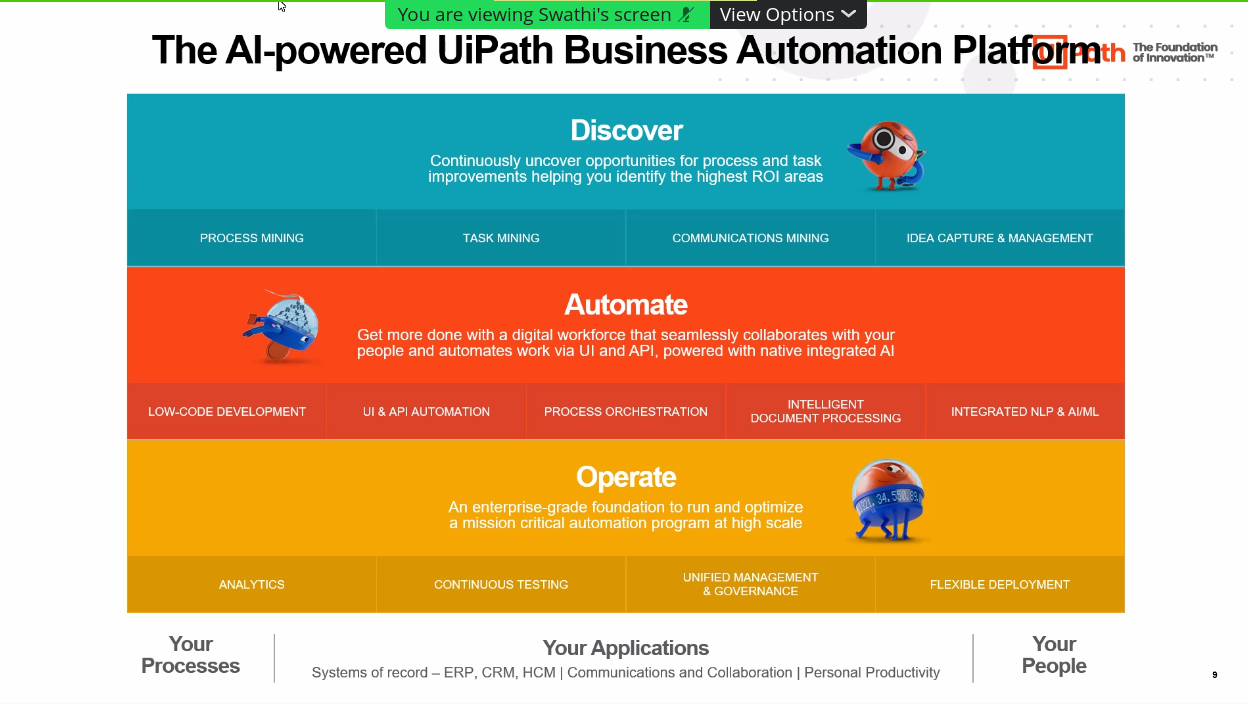 You are viewing Swathi's screen
View Options
The AI-powered UiPath Business Automation Platform
The Foundation
of Innovation™
Discover
Continuously uncover opportunities for process and task
improvements helping you identify the highest ROI areas
PROCESS MINING
TASK MINING
COMMUNICATIONS MINING
IDEA CAPTURE & MANAGEMENT
Automate
Get more done with a digital workforce that seamlessly collaborates with your
people and automates work via UI and API, powered with native integrated AI
LOW-CODE DEVELOPMENT
UI & API AUTOMATION
PROCESS ORCHESTRATION
INTELLIGENT
DOCUMENT PROCESSING
INTEGRATED NLP & AI/ML
Operate
An enterprise-grade foundation to run and optimize
a mission critical automation program at high scale
ANALYTICS
CONTINUOUS TESTING
UNIFIED MANAGEMENT
& GOVERNANCE
FLEXIBLE DEPLOYMENT
Your
Processes
Your Applications
Systems of record – ERP, CRM, HCM | Communications and Collaboration | Personal Productivity
Your
People
9